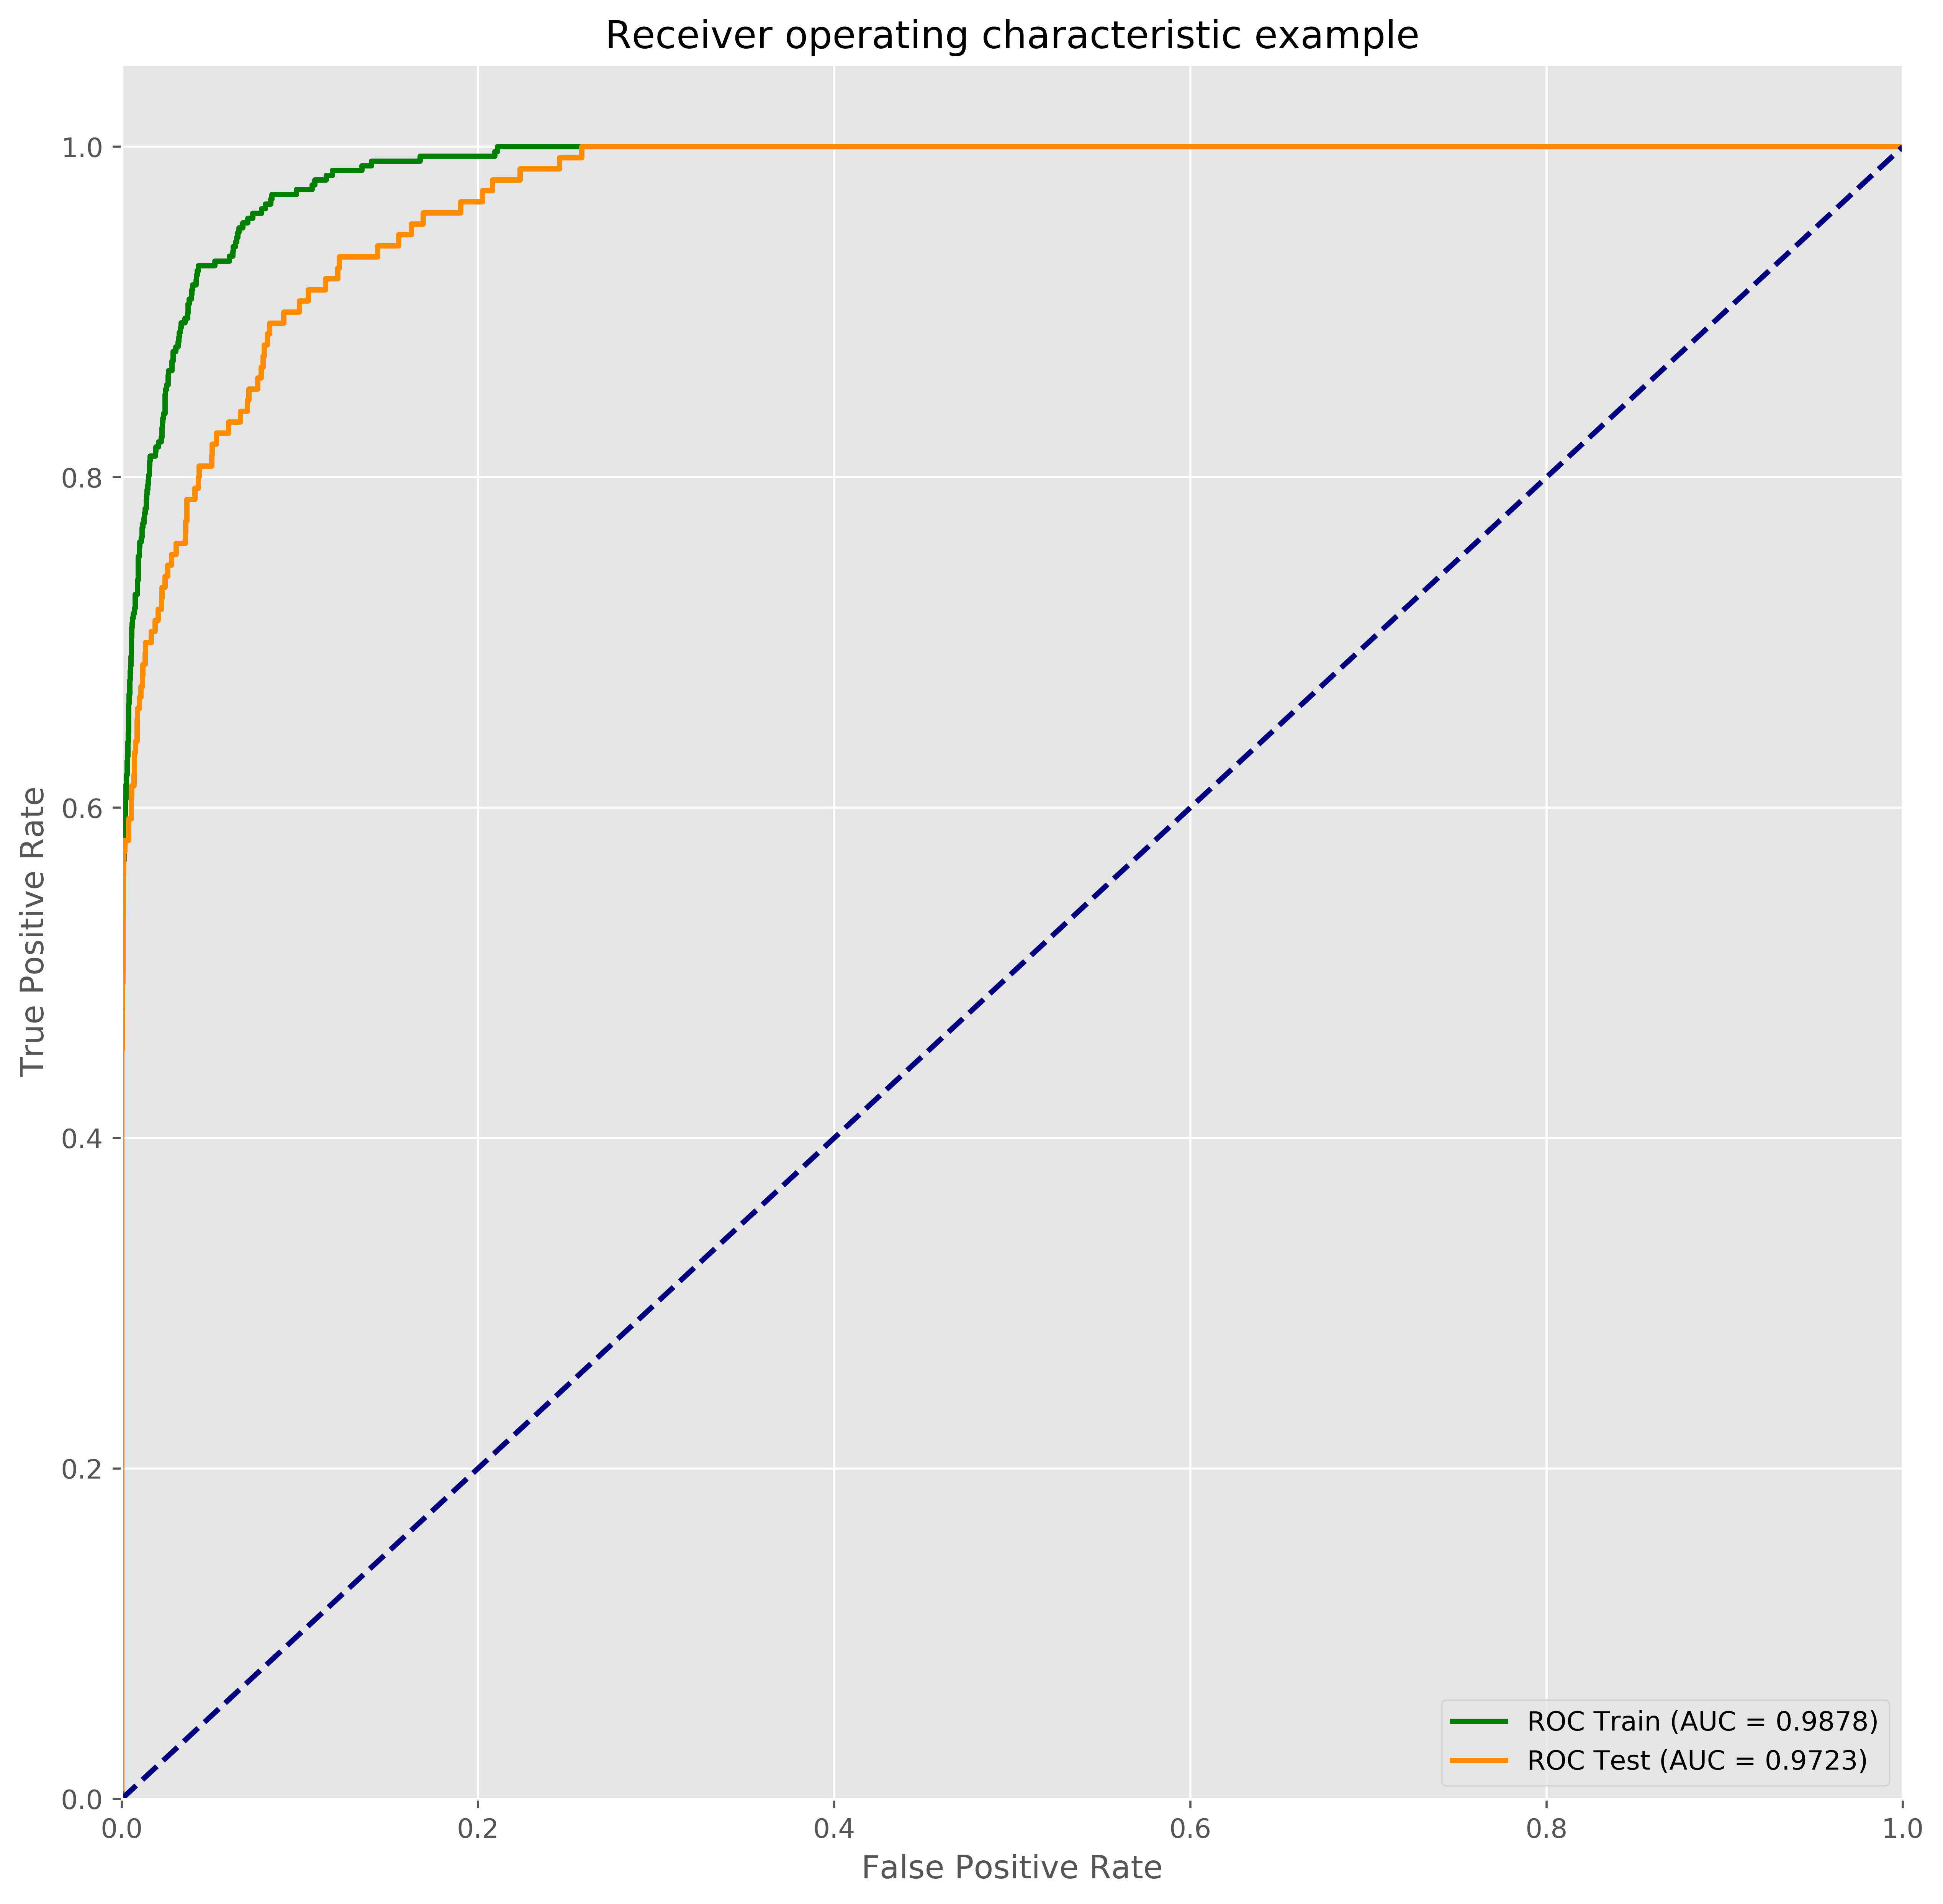 Receiver operating characteristic example
True Positive Rate
1.0
0.8
0.6
0.4
0.2
0.0
0.0 0.2 0.4 0.6 0.8 1.0
False Positive Rate
ROC Train (AUC = 0.9878)
ROC Test (AUC = 0.9723)